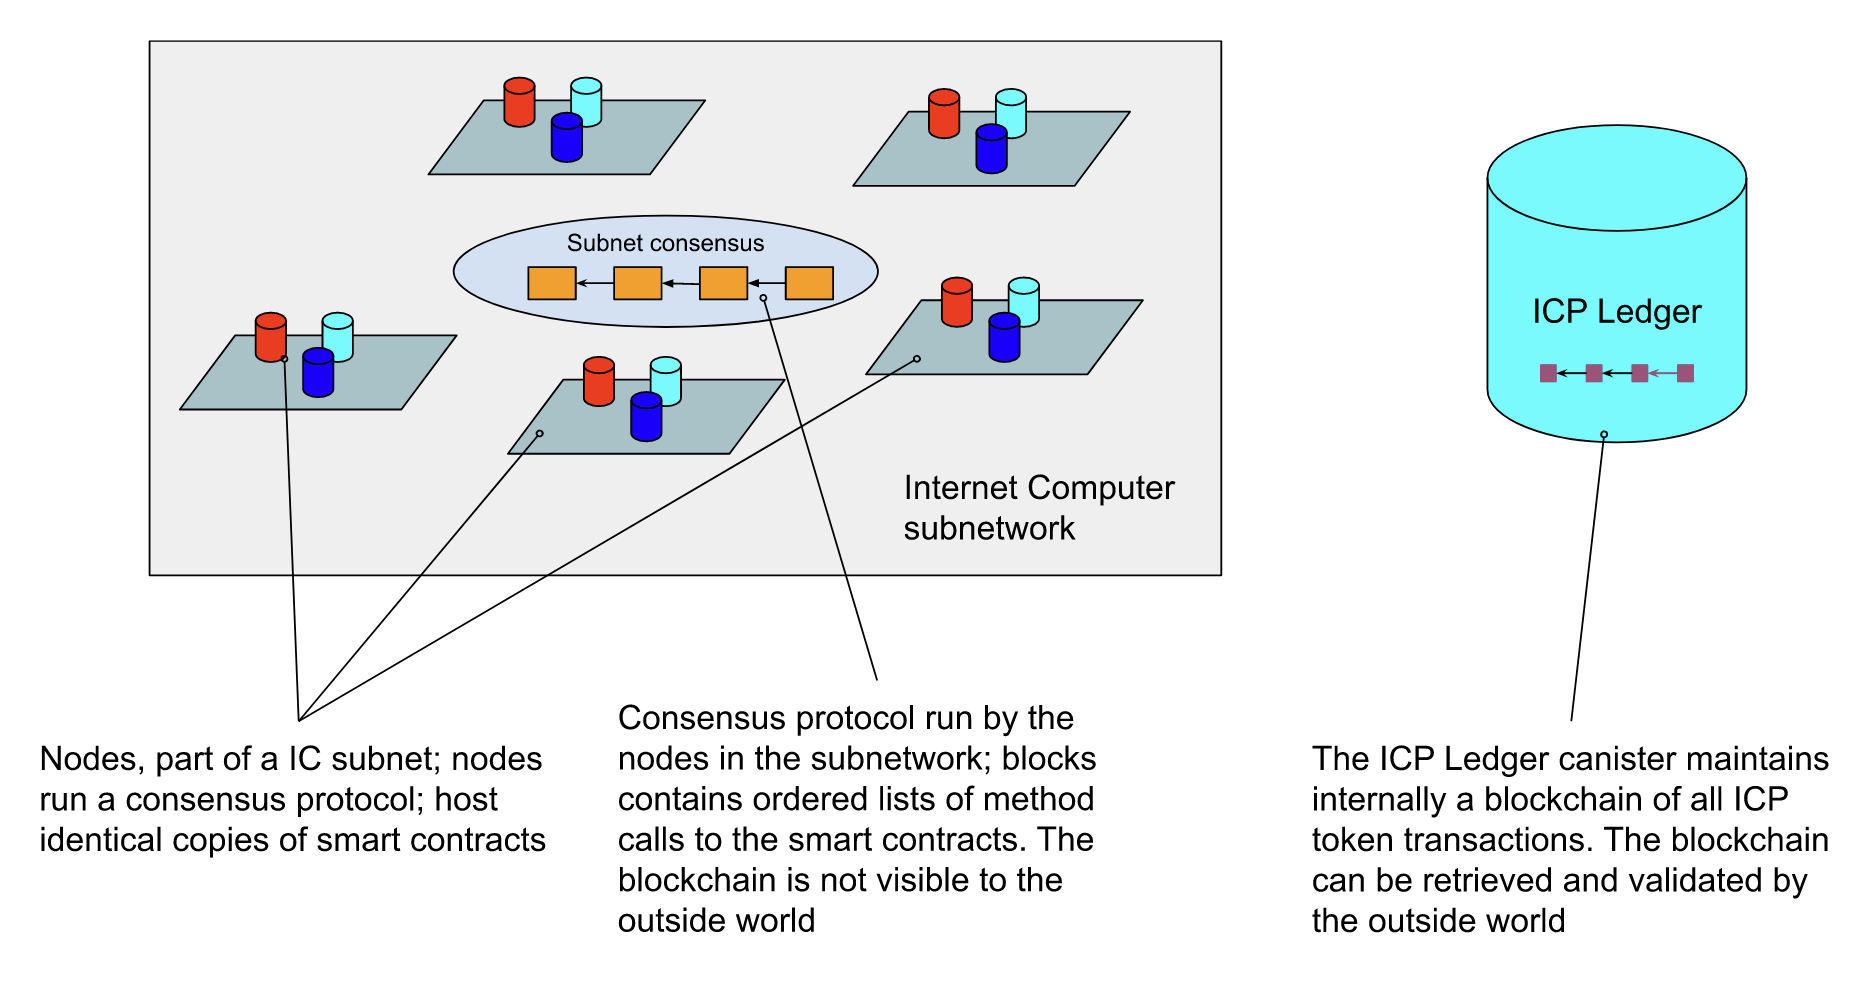 Subnet consensus
ICP Ledger
Internet Computer
subnetwork
Nodes, part of a IC subnet; nodes
run a consensus protocol; host
identical copies of smart contracts
Consensus protocol run by the
nodes in the subnetwork; blocks
contains ordered lists of method
calls to the smart contracts. The
blockchain is not visible to the
outside world
The ICP Ledger canister maintains
internally a blockchain of all ICP
token transactions. The blockchain
can be retrieved and validated by
the outside world